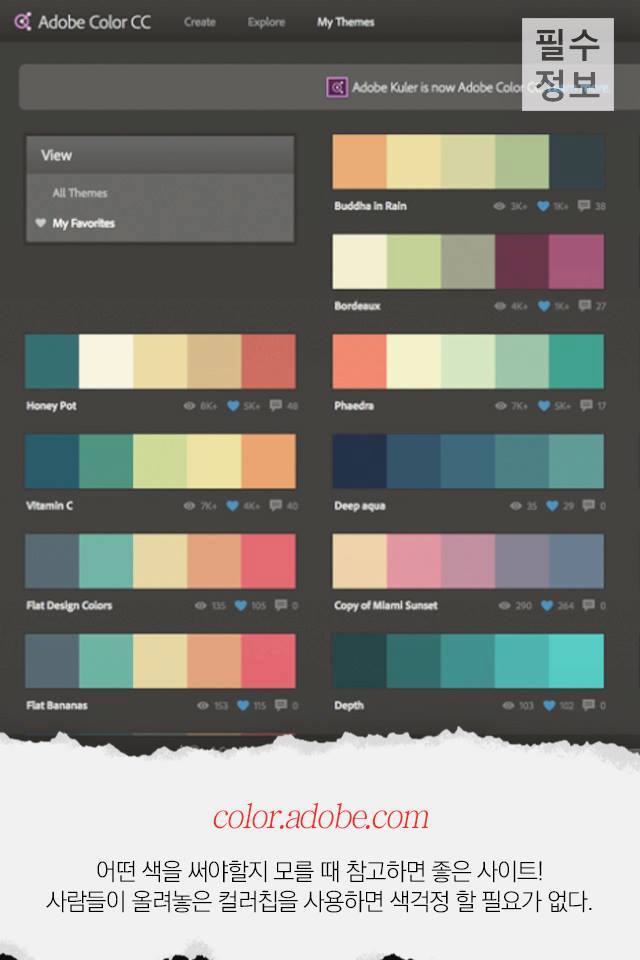 Adobe Color CC
Create
Explore
My Themes
필수
정보
Adobe Kuler is now Adobe Color CC
View
All Themes
My Favorites
Buddha in Rain
3K+
1K+
38
Bordeaux
4K+
1K+
27
Honey Pot
8K+
5K+
48
Phaedra
7K+
5K+
17
Vitamin C
7K+
4K+
40
Deep aqua
35
29
0
Flat Design Colors
135
105
0
Copy of Miami Sunset
290
264
0
Flat Bananas
153
115
0
Depth
103
102
0
color.adobe.com
어떤 색을 써야할지 모를 때 참고하면 좋은 사이트!
사람들이 올려놓은 컬러칩을 사용하면 색걱정 할 필요가 없다.